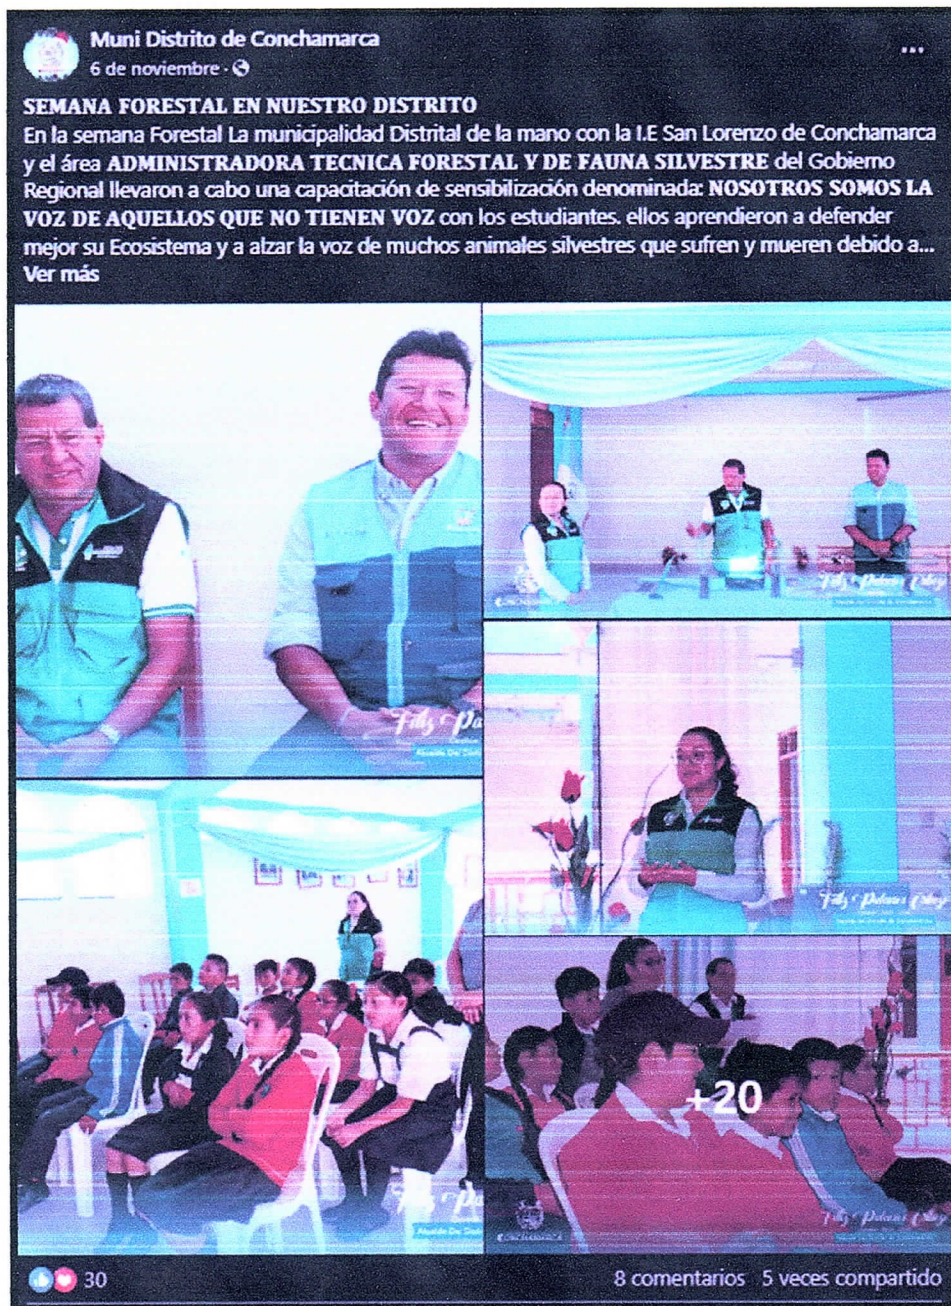 Muni Distrito de Conchamarca
6 de noviembre ·
...
SEMANA FORESTAL EN NUESTRO DISTRITO
En la semana Forestal La municipalidad Distrital de la mano con la I.E San Lorenzo de Conchamarca
y el área ADMINISTRADORA TECNICA FORESTAL Y DE FAUNA SILVESTRE del Gobierno
Regional llevaron a cabo una capacitación de sensibilización denominada: NOSOTROS SOMOS LA
VOZ DE AQUELLOS QUE NO TIENEN VOZ con los estudiantes. ellos aprendieron a defender
mejor su Ecosistema y a alzar la voz de muchos animales silvestres que sufren y mueren debido a...
Ver más
CONCHAMARCA
+20
CONCHAMARCA
30
8 comentarios 5 veces compartido